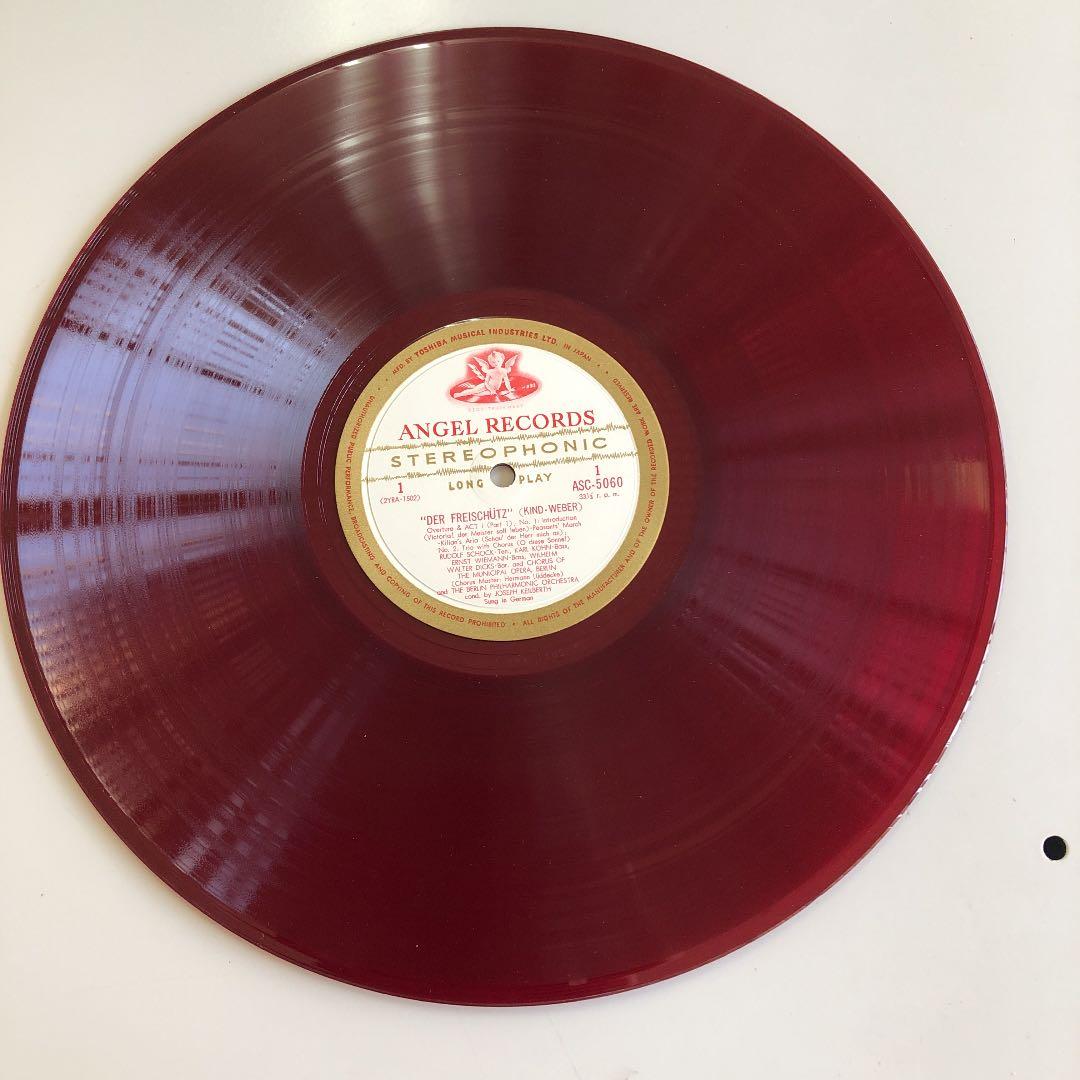 MFD. BY TOSHIBA MUSICAL INDUSTRIES LTD. IN JAPAN
ALL RIGHTS OF THE MANUFACTURER AND OF THE OWNER OF THE RECORDED WORK ARE RESERVED
UNAUTHORIZED PUBLIC PERFORMANCE, BROADCASTING AND COPYING OF THIS RECORD PROHIBITED
ANGEL RECORDS
STEREOPHONIC
LONG PLAY
1
(2YRA-1502)
1
ASC-5060
33⅓ r. p. m.
"DER FREISCHÜTZ" (KIND-WEBER)
Overture & ACT I (Part 1); No. 1: Introduction
(Victoria! der Meister soll leben)-Peasants' March
-Kilian's Aria (Schau' der Herr mich an);
No. 2. Trio with Chorus (O diese Sonne!)
RUDOLF SCHOCK-Ten., KARL KOHN-Bass,
ERNST WIEMANN-Bass, WILHELM
WALTER DICKS-Bar. and CHORUS OF
THE MUNICIPAL OPERA, BERLIN
(Chorus Master: Hermann Lüddecke)
and THE BERLIN PHILHARMONIC ORCHESTRA
cond. by JOSEPH KEILBERTH
Sung in German